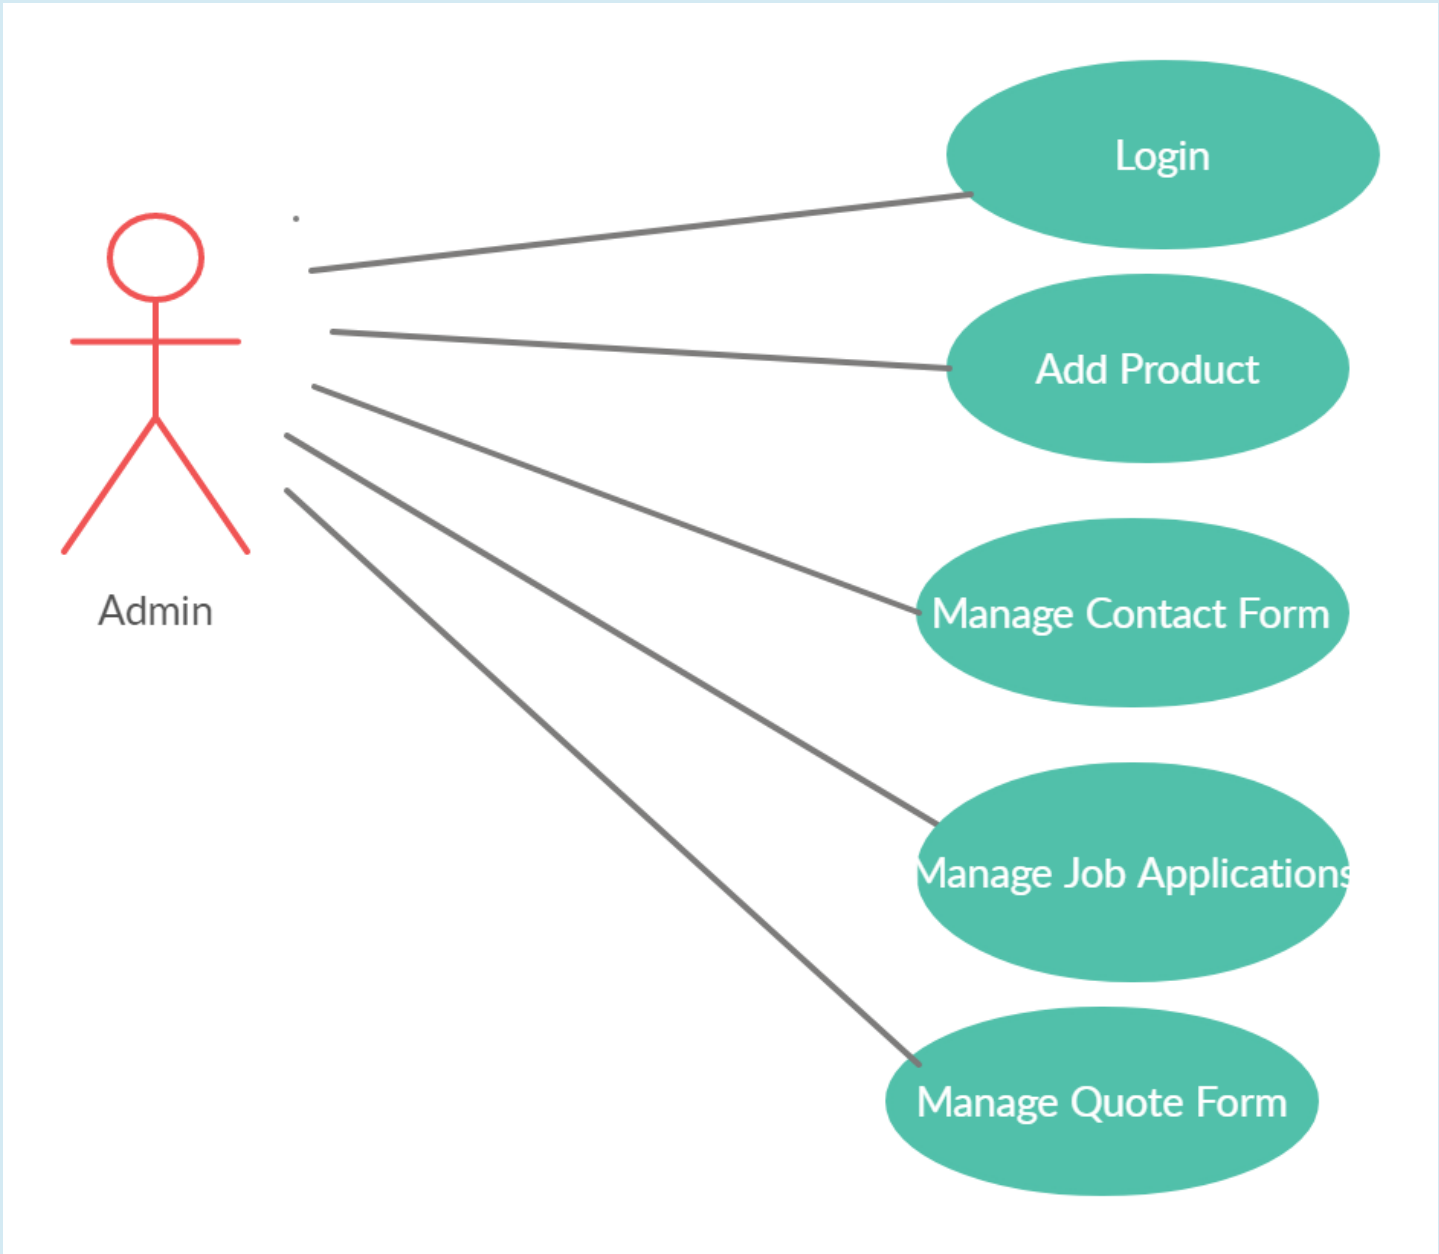 Login
Add Product
Admin
Manage Contact Form
Manage Job Applications
Manage Quote Form